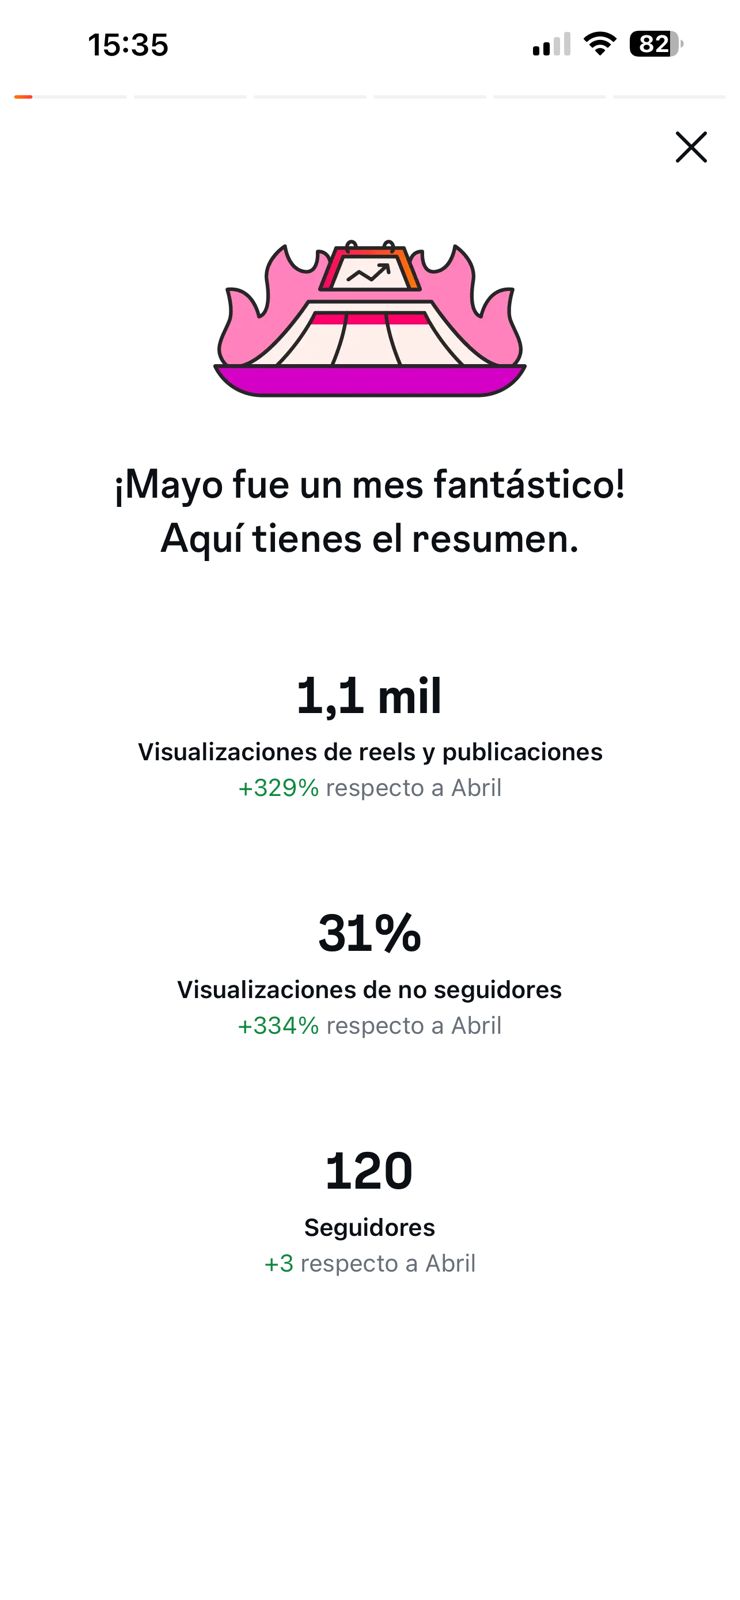 15:35
82
¡Mayo fue un mes fantástico!
Aquí tienes el resumen.
1,1 mil
Visualizaciones de reels y publicaciones
+329% respecto a Abril
31%
Visualizaciones de no seguidores
+334% respecto a Abril
120
Seguidores
+3 respecto a Abril